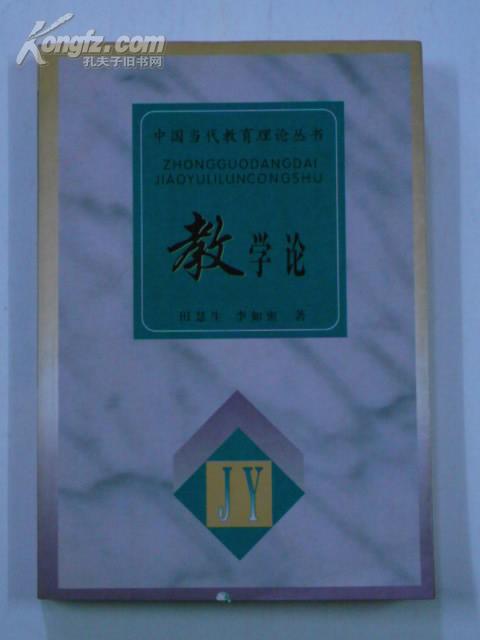 Kongfz.com
孔夫子旧书网
中国当代教育理论丛书
ZHONGGUODANGDAI
JIAOYULILUNCONGSHU
教学论
田慧生 李如密 著
JY